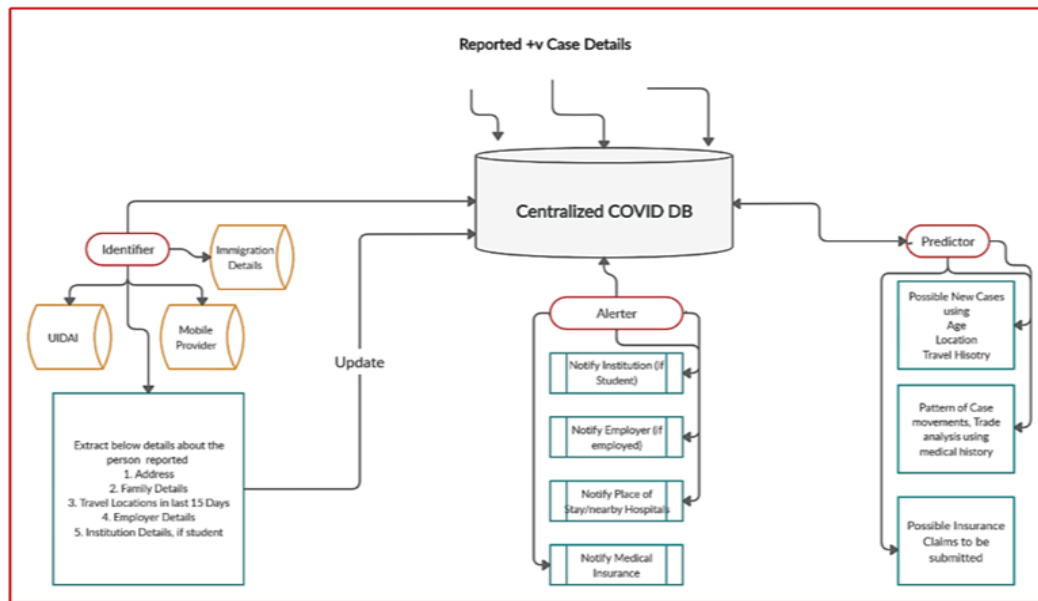 Reported +v Case Details
Centralized COVID DB
Identifier
Immigration
Details
UIDAI
Mobile
Provider
Update
Extract below details about the
person reported
1. Address
2. Family Details
3. Travel Locations in last 15 Days
4. Employer Details
5. Institution Details, if student
Alerter
Notify Institution (if
Student)
Notify Employer (if
employed)
Notify Place of
Stay/nearby Hospitals
Notify Medical
Insurance
Predictor
Possible New Cases
using
Age
Location
Travel Hisotry
Pattern of Case
movements, Trade
analysis using
medical history
Possible Insurance
Claims to be
submitted